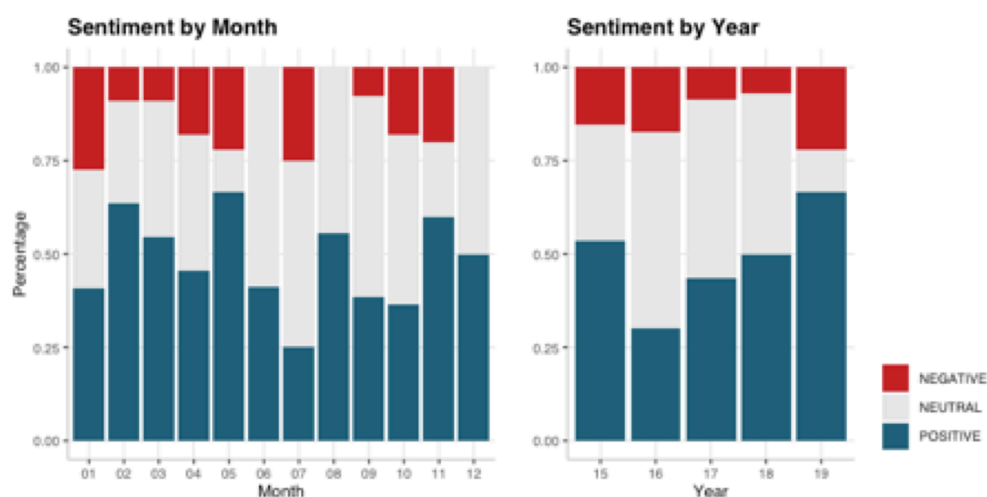 Sentiment by Month
Sentiment by Year
Percentage
1.00
0.75
0.50
0.25
0.00
01 02 03 04 05 06 07 08 09 10 11 12
Month
1.00
0.75
0.50
0.25
0.00
15 16 17 18 19
Year
NEGATIVE
NEUTRAL
POSITIVE